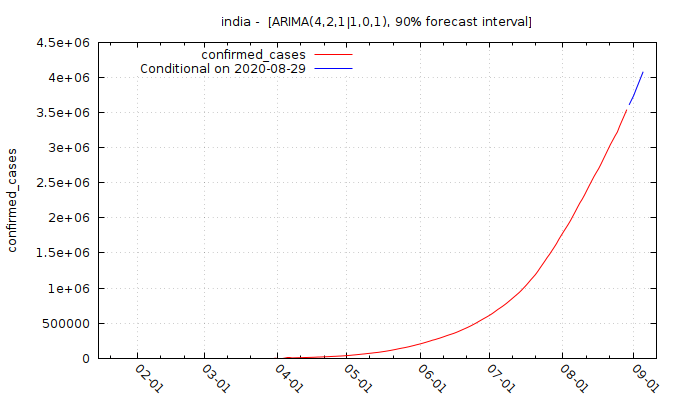 india -  [ARIMA(4,2,1|1,0,1), 90% forecast interval]
confirmed_cases
Conditional on 2020-08-29
confirmed_cases
4.5e+06
4e+06
3.5e+06
3e+06
2.5e+06
2e+06
1.5e+06
1e+06
500000
0
02-01
03-01
04-01
05-01
06-01
07-01
08-01
09-01